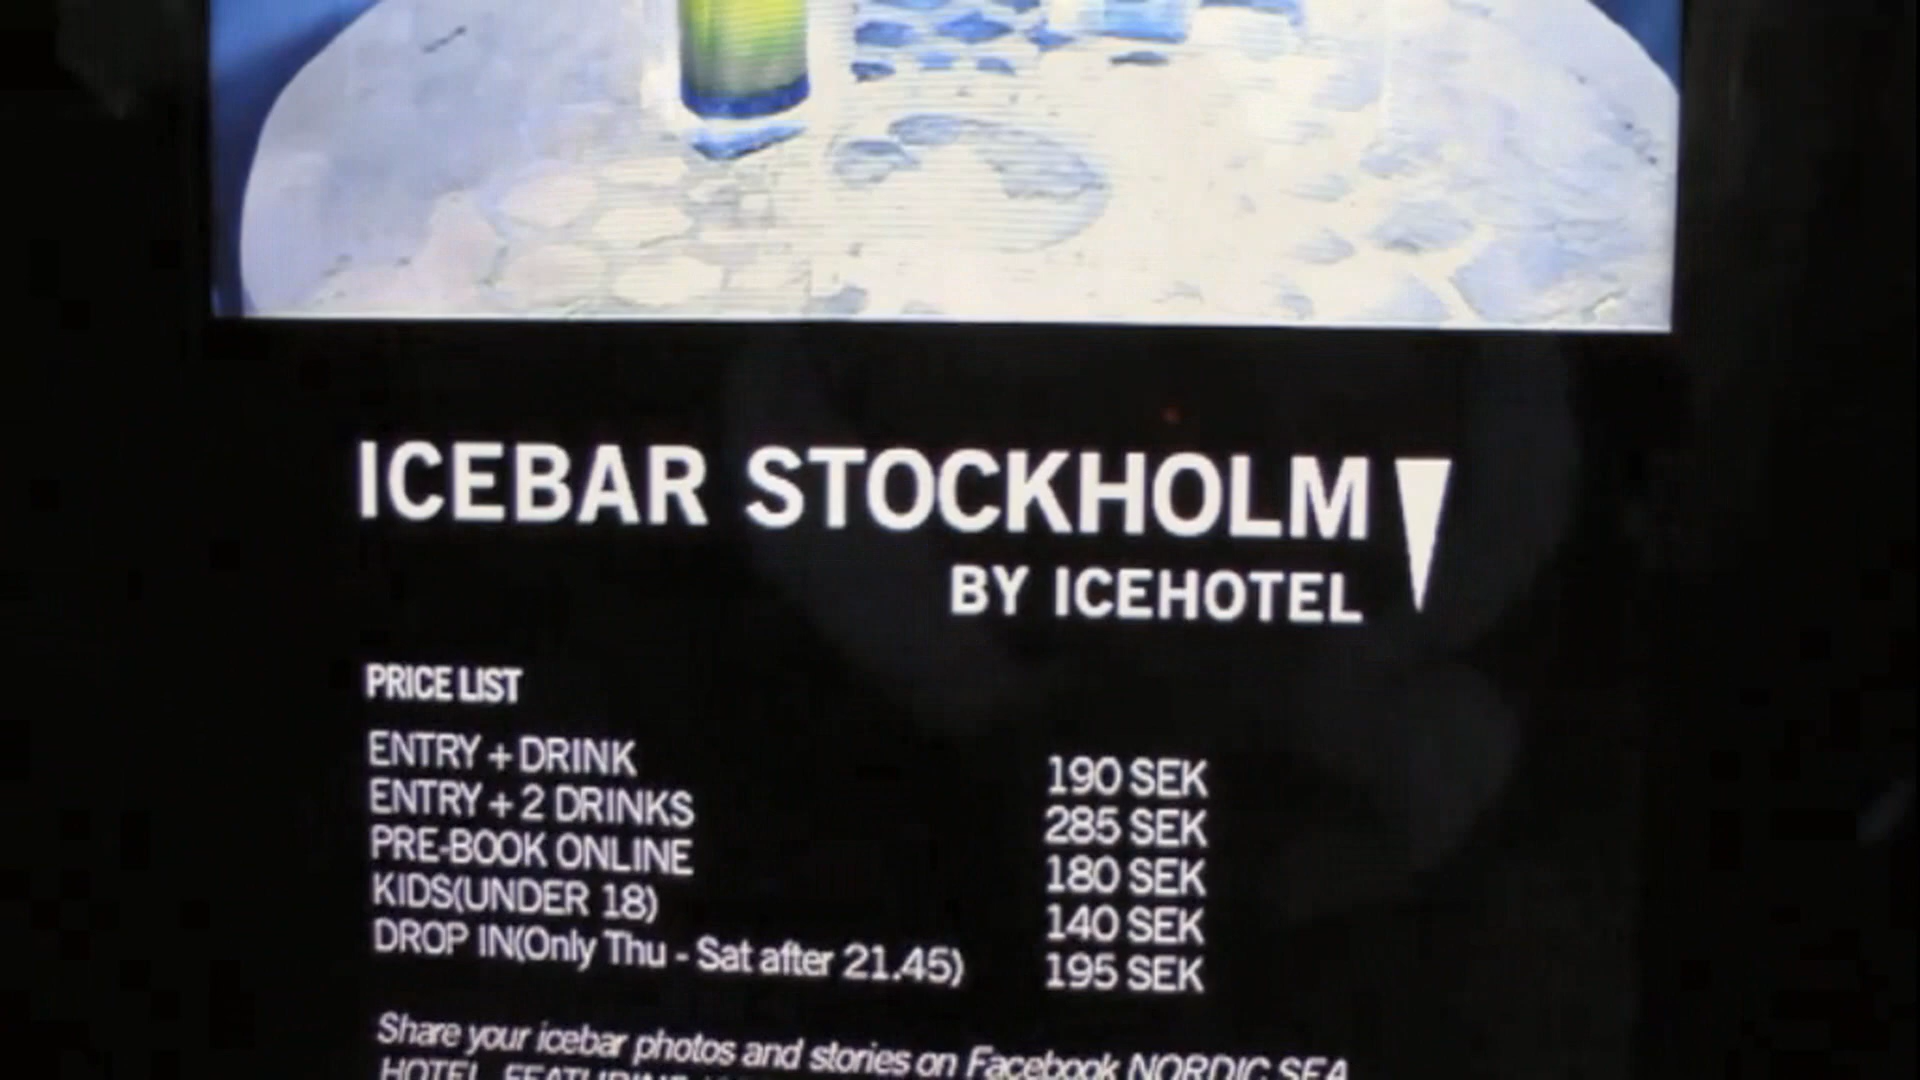 ICEBAR STOCKHOLM
BY ICEHOTEL
PRICE LIST
ENTRY + DRINK 190 SEK
ENTRY + 2 DRINKS 285 SEK
PRE-BOOK ONLINE 180 SEK
KIDS(UNDER 18) 140 SEK
DROP IN(Only Thu - Sat after 21.45) 195 SEK
Share your icebar photos and stories on Facebook NORDIC SEA
HOTEL FEATURING